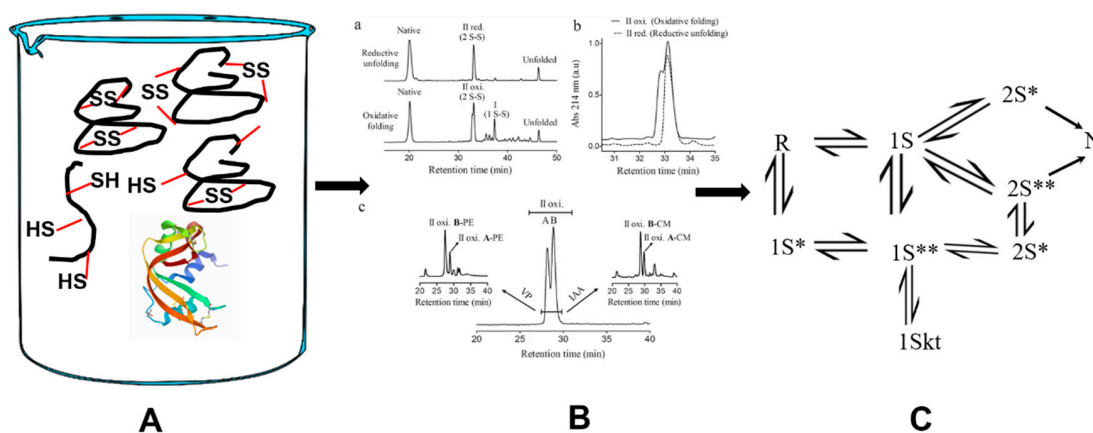 SS
SS
SS
SS
SH
HS
HS
HS
SS
A
a
Native
II red.
(2 S-S)
Reductive
unfolding
Unfolded
Native
II oxi.
(2 S-S)
I
(1 S-S)
Oxidative
folding
Unfolded
20 30 40 50
Retention time (min)
b
II oxi. (Oxidative folding)
II red. (Reductive unfolding)
Abs 214 nm (a.u)
1.0
0.5
0.0
31 32 33 34 35
Retention time (min)
c
II oxi. B-PE
II oxi. A-PE
20 25 30 35 40
Retention time (min)
VP
II oxi.
A B
IAA
II oxi. B-CM
II oxi. A-CM
20 25 30 35 40
Retention time (min)
20 25 30 35 40
Retention time (min)
B
2S*
R 1S N
2S**
1S* 1S** 2S*
1Skt
C